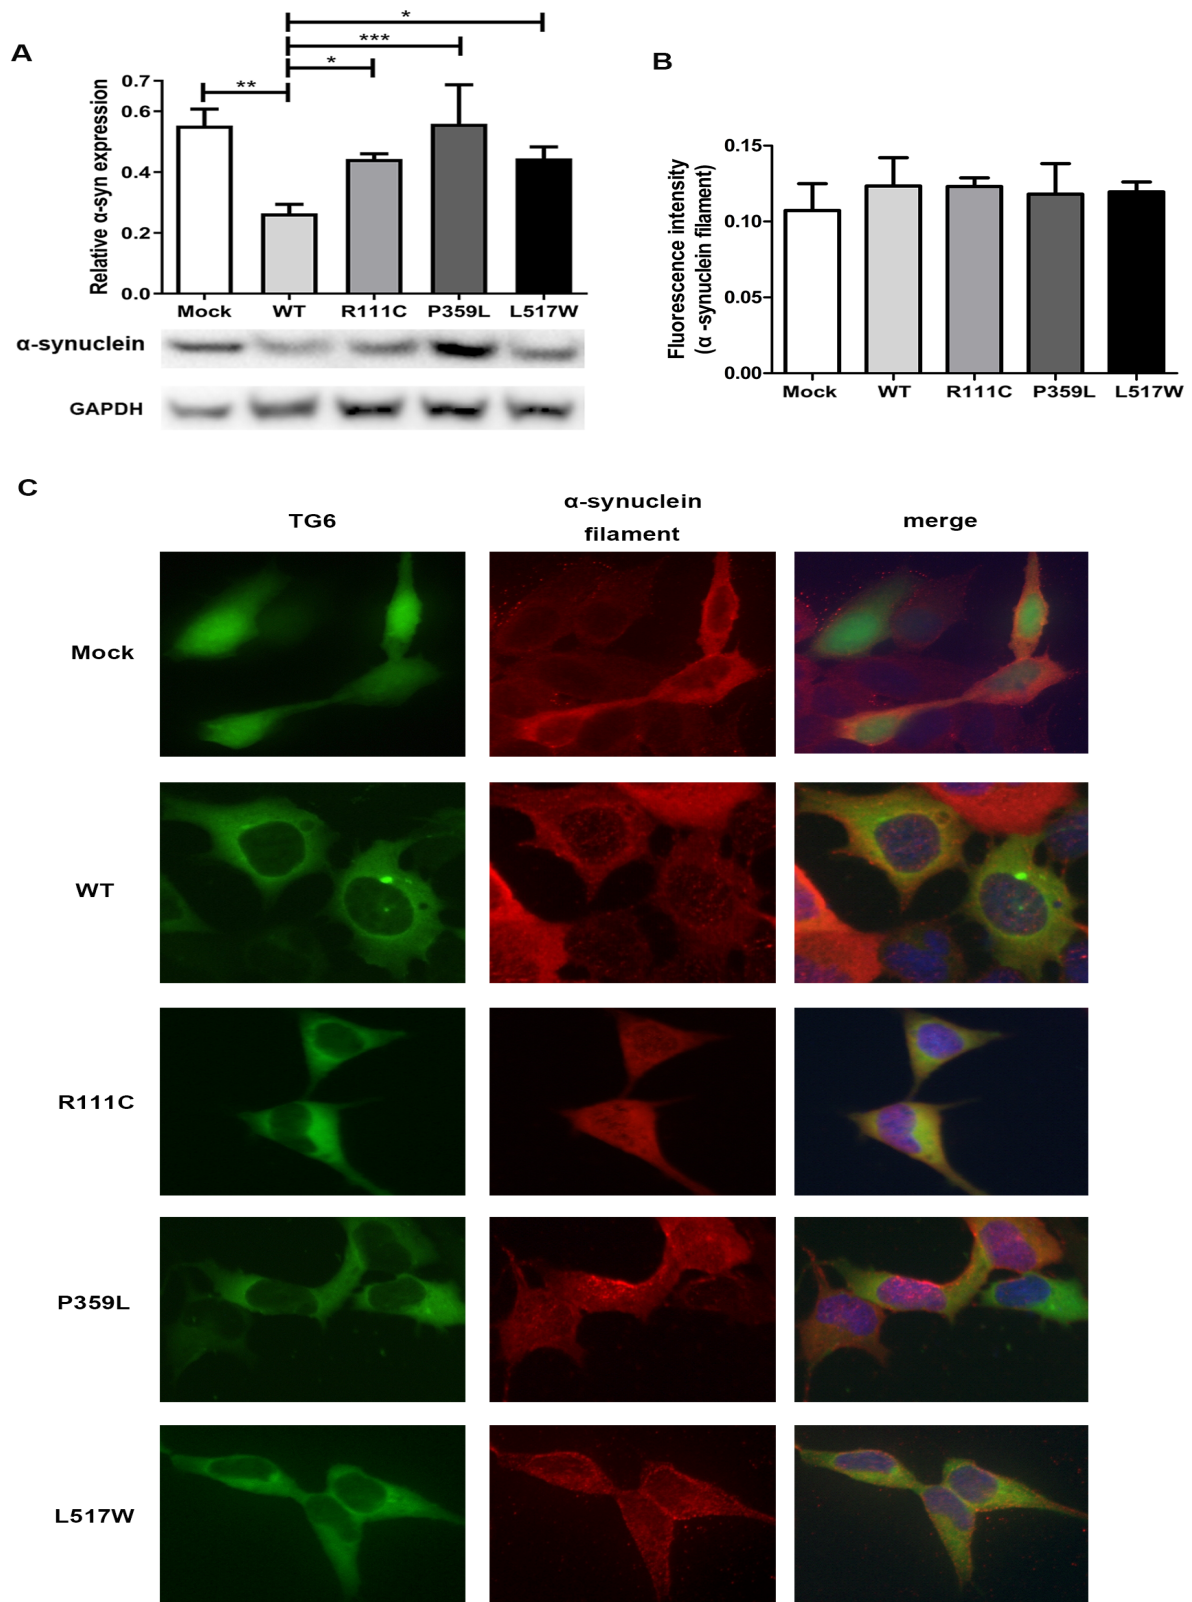 A
*
***
*
**
Relative α-syn expression
0.7
0.6
0.4
0.2
0.0
Mock WT R111C P359L L517W
α-synuclein
GAPDH
B
Fluorescence intensity
(α -synuclein filament)
0.15
0.10
0.05
0.00
Mock WT R111C P359L L517W
C
TG6
α-synuclein
filament
merge
Mock
WT
R111C
P359L
L517W